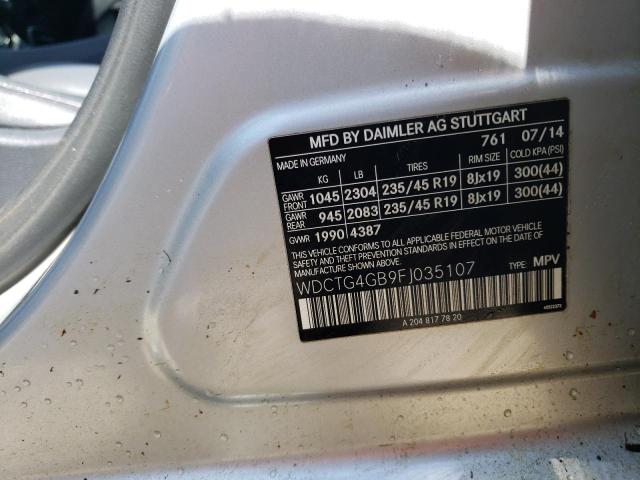 MFD BY DAIMLER AG STUTTGART
MADE IN GERMANY 761 07/14
KG LB TIRES RIM SIZE COLD KPA (PSI)
GAWR FRONT 1045 2304 235/45 R19 8Jx19 300(44)
GAWR REAR 945 2083 235/45 R19 8Jx19 300(44)
GVWR 1990 4387
THIS VEHICLE CONFORMS TO ALL APPLICABLE FEDERAL MOTOR VEHICLE
SAFETY STANDARDS IN EFFECT ON THE DATE OF
MANUFACTURE SHOWN ABOVE.
WDCTG4GB9FJ035107 TYPE: MPV
A 204 817 78 20